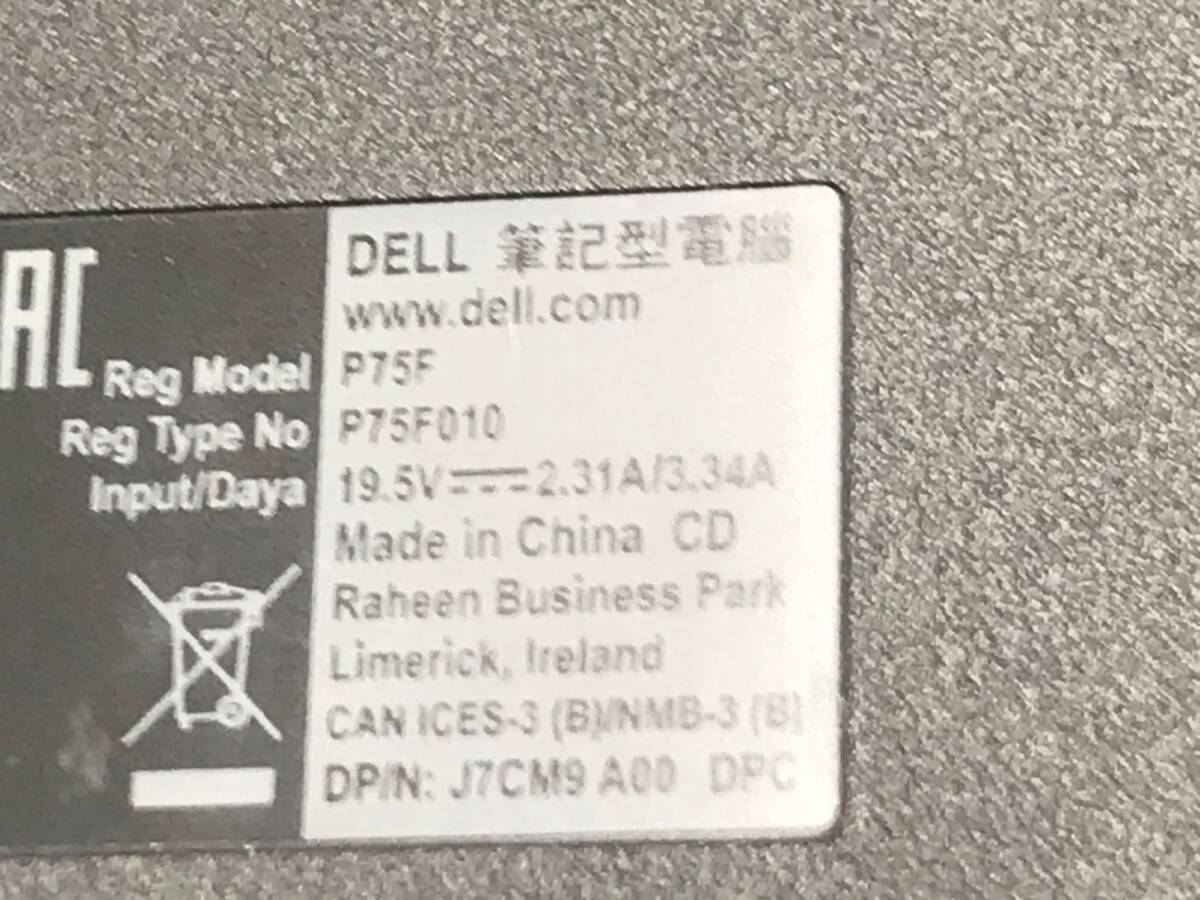 DELL 筆記型電腦
www.dell.com
EAC
Reg Model P75F
Reg Type No P75F010
Input/Daya 19.5V⎓2.31A/3.34A
Made in China CD
Raheen Business Park
Limerick, Ireland
CAN ICES-3 (B)/NMB-3 (B)
DP/N: J7CM9 A00 DPC